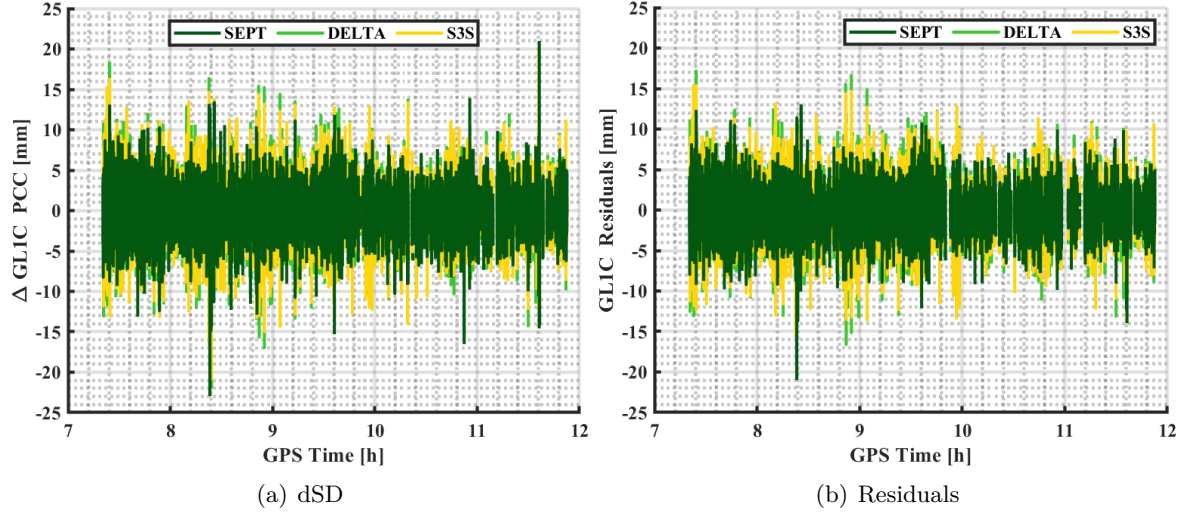 SEPT DELTA S3S
25
20
15
10
5
0
-5
-10
-15
-20
-25
Δ GL1C PCC [mm]
7 8 9 10 11 12
GPS Time [h]
(a) dSD
SEPT DELTA S3S
25
20
15
10
5
0
-5
-10
-15
-20
-25
GL1C Residuals [mm]
7 8 9 10 11 12
GPS Time [h]
(b) Residuals